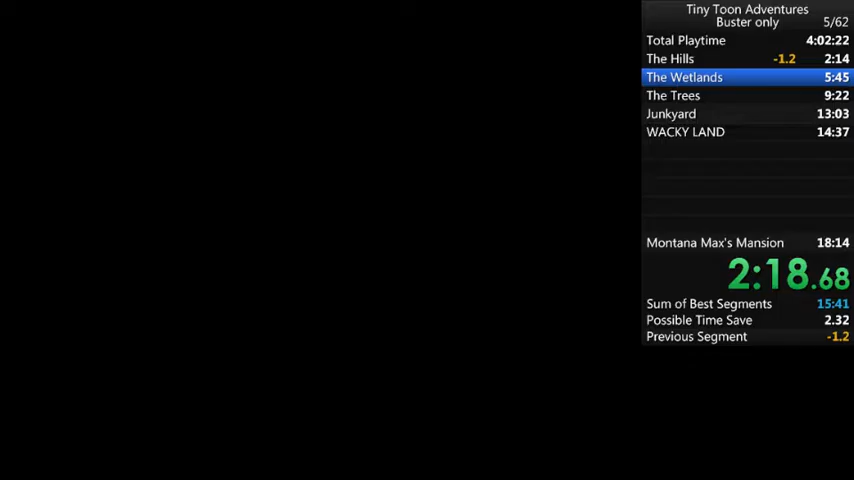 Tiny Toon Adventures
Buster only 5/62
Total Playtime 4:02:22
The Hills -1.2 2:14
The Wetlands 5:45
The Trees 9:22
Junkyard 13:03
WACKY LAND 14:37
Montana Max's Mansion 18:14
2:18.68
Sum of Best Segments 15:41
Possible Time Save 2.32
Previous Segment -1.2